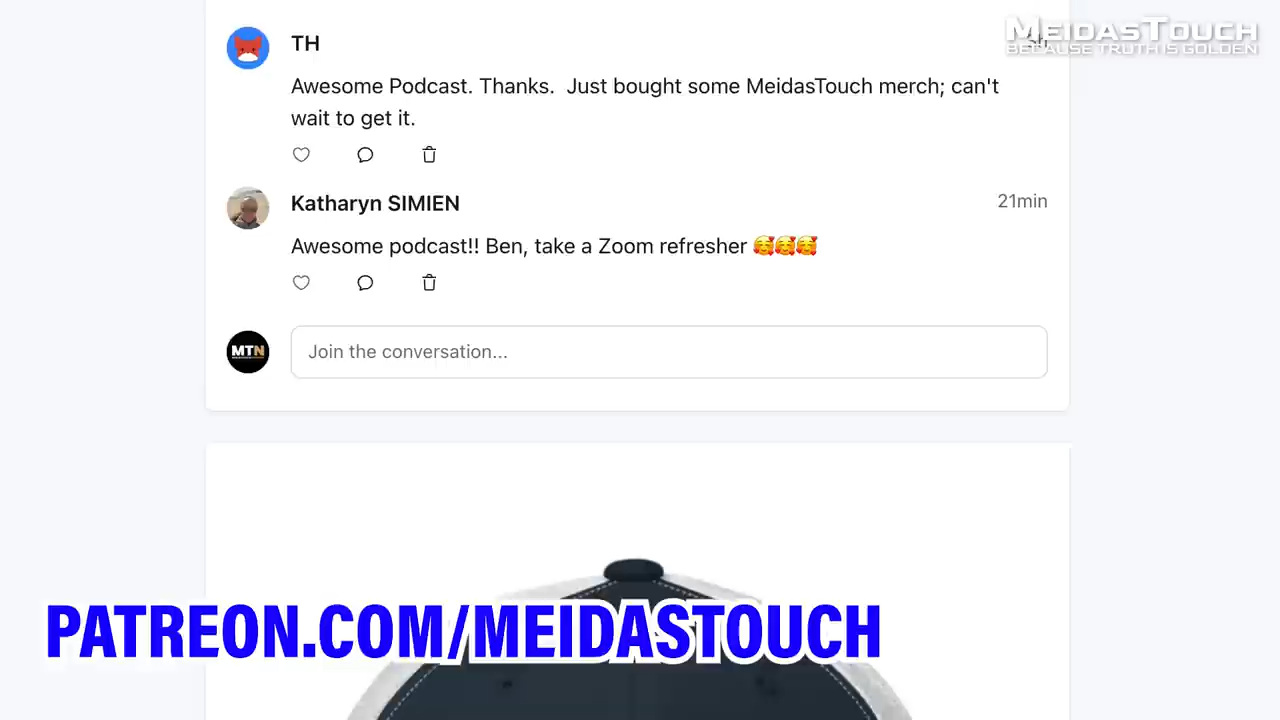 MEIDASTOUCH
BECAUSE TRUTH IS GOLDEN
TH
Awesome Podcast. Thanks.  Just bought some MeidasTouch merch; can't
wait to get it.
Katharyn SIMIEN
21min
Awesome podcast!! Ben, take a Zoom refresher 🥰🥰🥰
MTN
Join the conversation...
PATREON.COM/MEIDASTOUCH